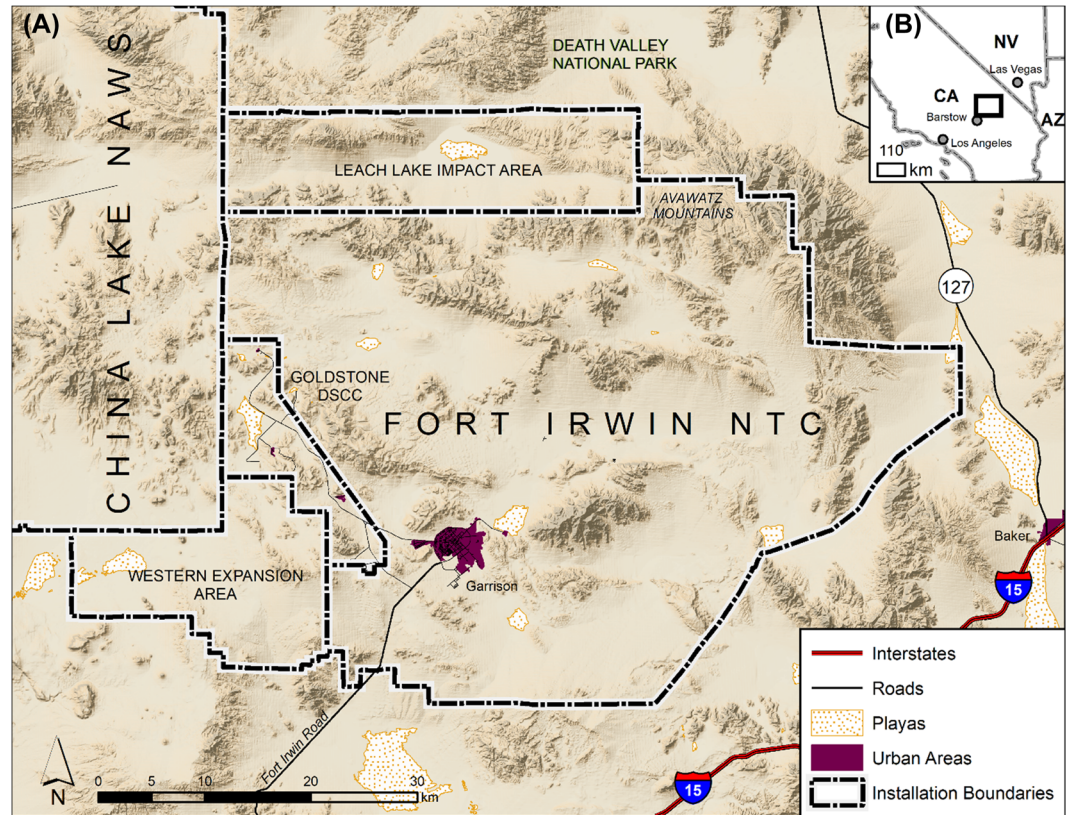 (A)
CHINA LAKE NAWS
DEATH VALLEY
NATIONAL PARK
LEACH LAKE IMPACT AREA
AVAWATZ
MOUNTAINS
127
GOLDSTONE
DSCC
FORT IRWIN NTC
WESTERN EXPANSION
AREA
Garrison
Baker
15
Fort Irwin Road
15
N
0 5 10 20 30
km
(B)
NV
Las Vegas
CA
Barstow
AZ
Los Angeles
110
km
Interstates
Roads
Playas
Urban Areas
Installation Boundaries